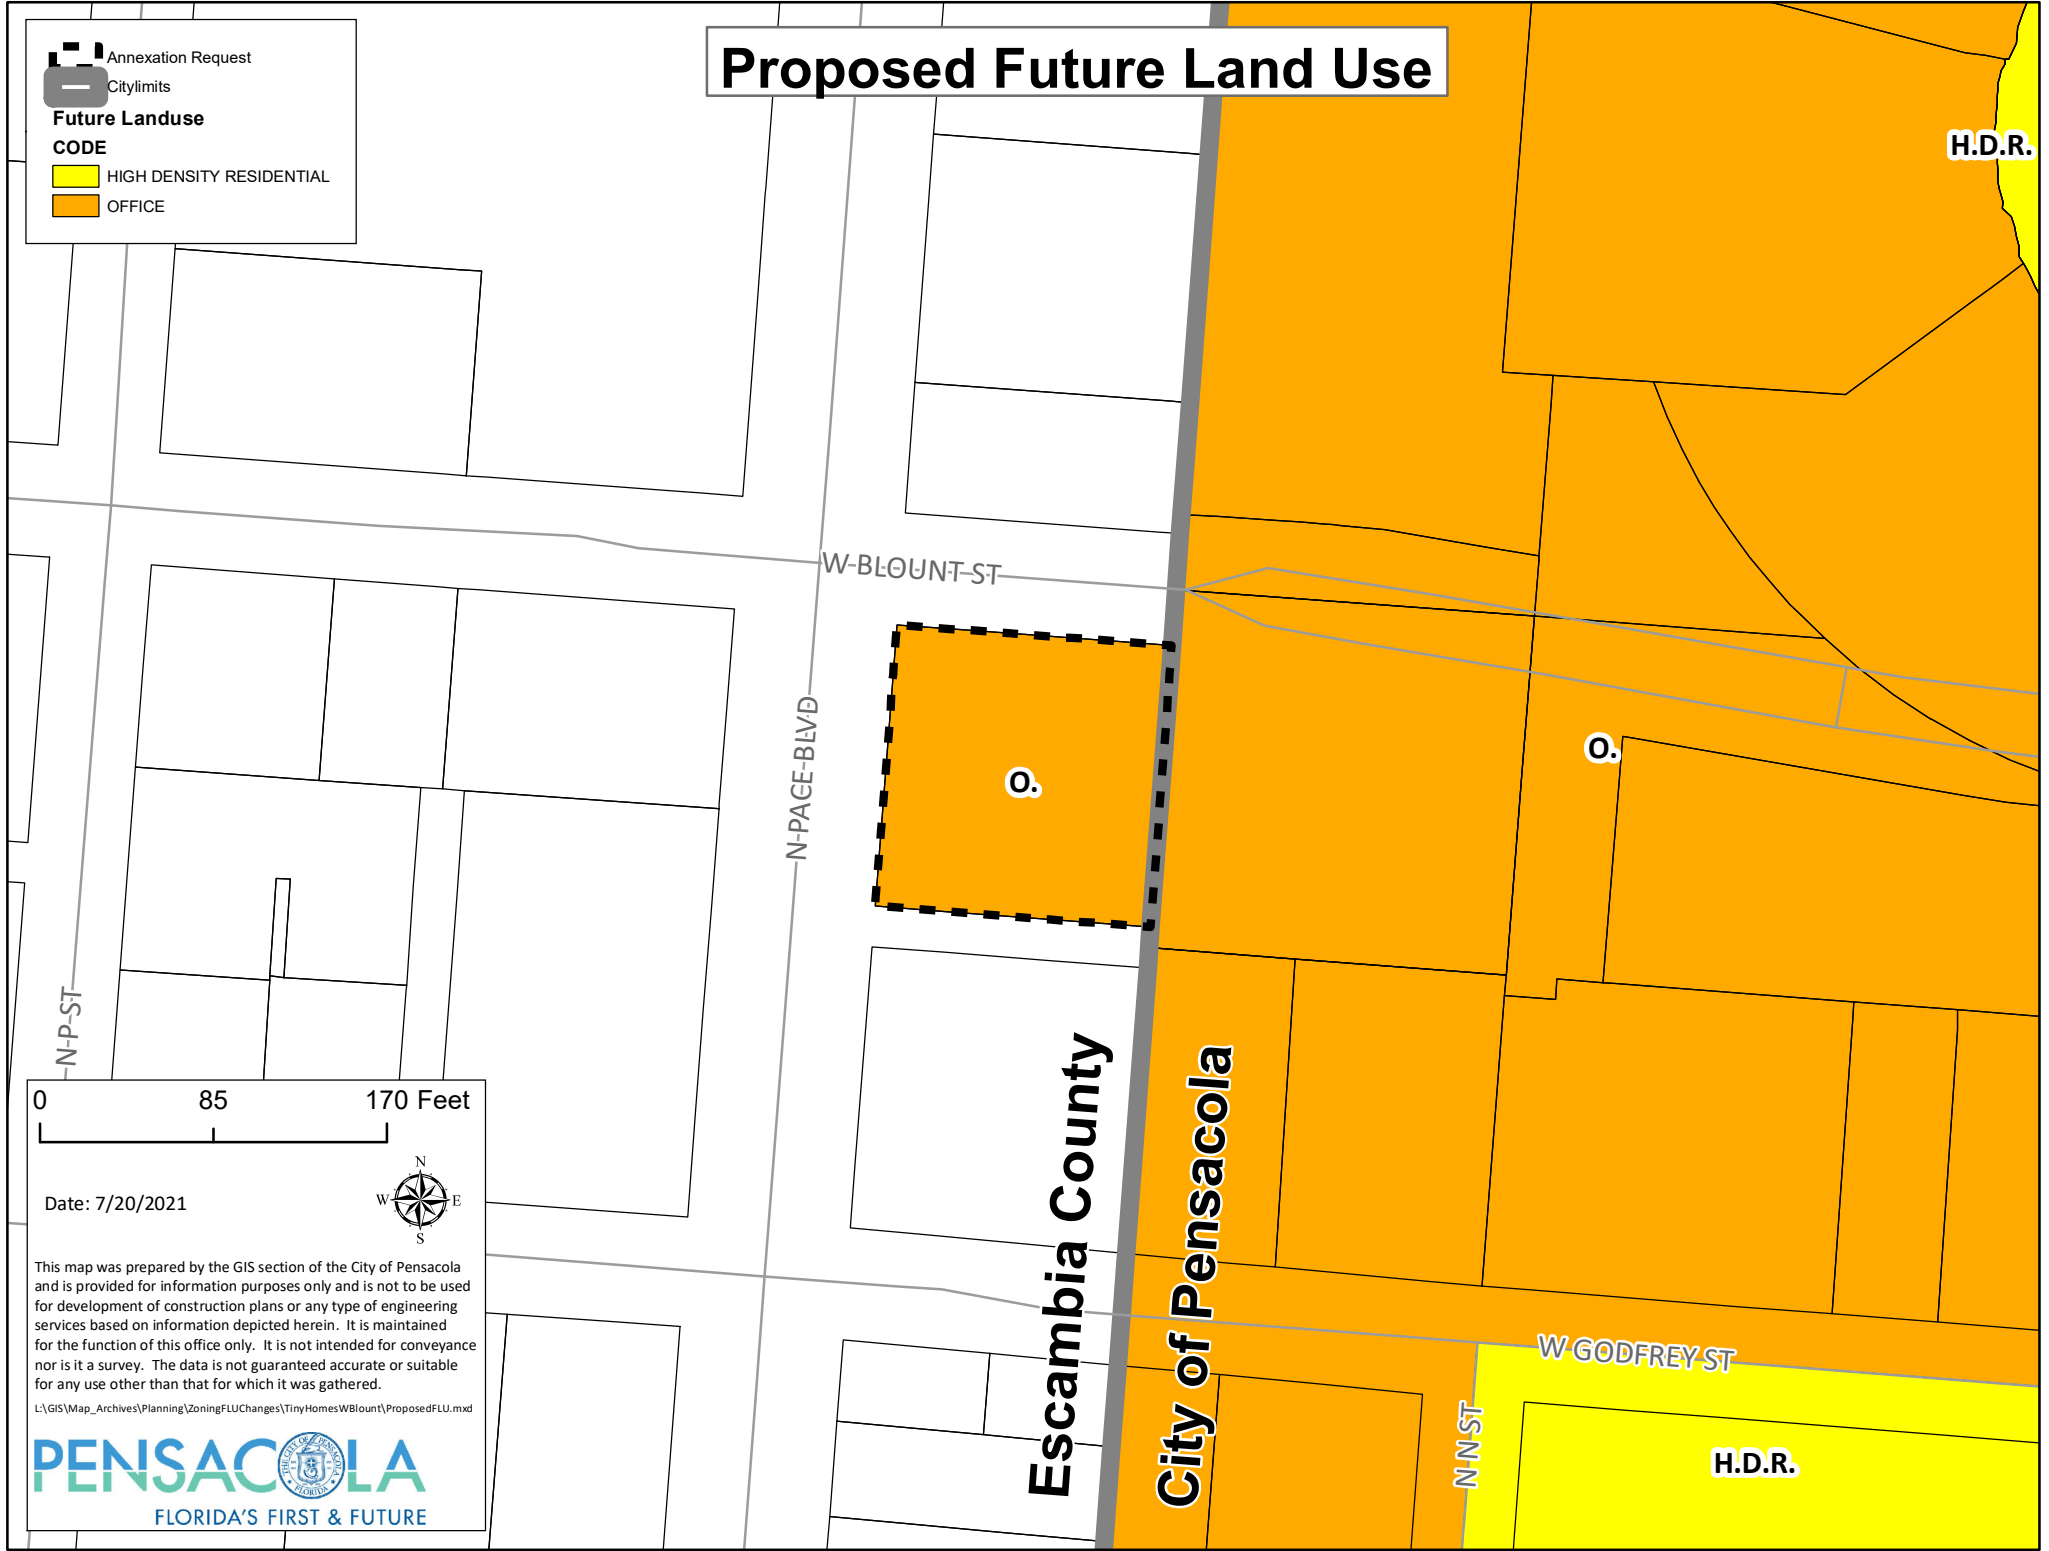 Proposed Future Land Use
Annexation Request
Citylimits
Future Landuse
CODE
HIGH DENSITY RESIDENTIAL
OFFICE
H.D.R.
W BLOUNT ST
N PACE BLVD
O.
O.
N P ST
Escambia County
City of Pensacola
W GODFREY ST
N N ST
H.D.R.
0 85 170 Feet
N
W E
S
Date: 7/20/2021
This map was prepared by the GIS section of the City of Pensacola
and is provided for information purposes only and is not to be used
for development of construction plans or any type of engineering
services based on information depicted herein. It is maintained
for the function of this office only. It is not intended for conveyance
nor is it a survey. The data is not guaranteed accurate or suitable
for any use other than that for which it was gathered.
L:\GIS\Map_Archives\Planning\ZoningFLUChanges\TinyHomesWBlount\ProposedFLU.mxd
PENSACOLA
THE CITY OF PENSACOLA
FLORIDA
FLORIDA'S FIRST & FUTURE